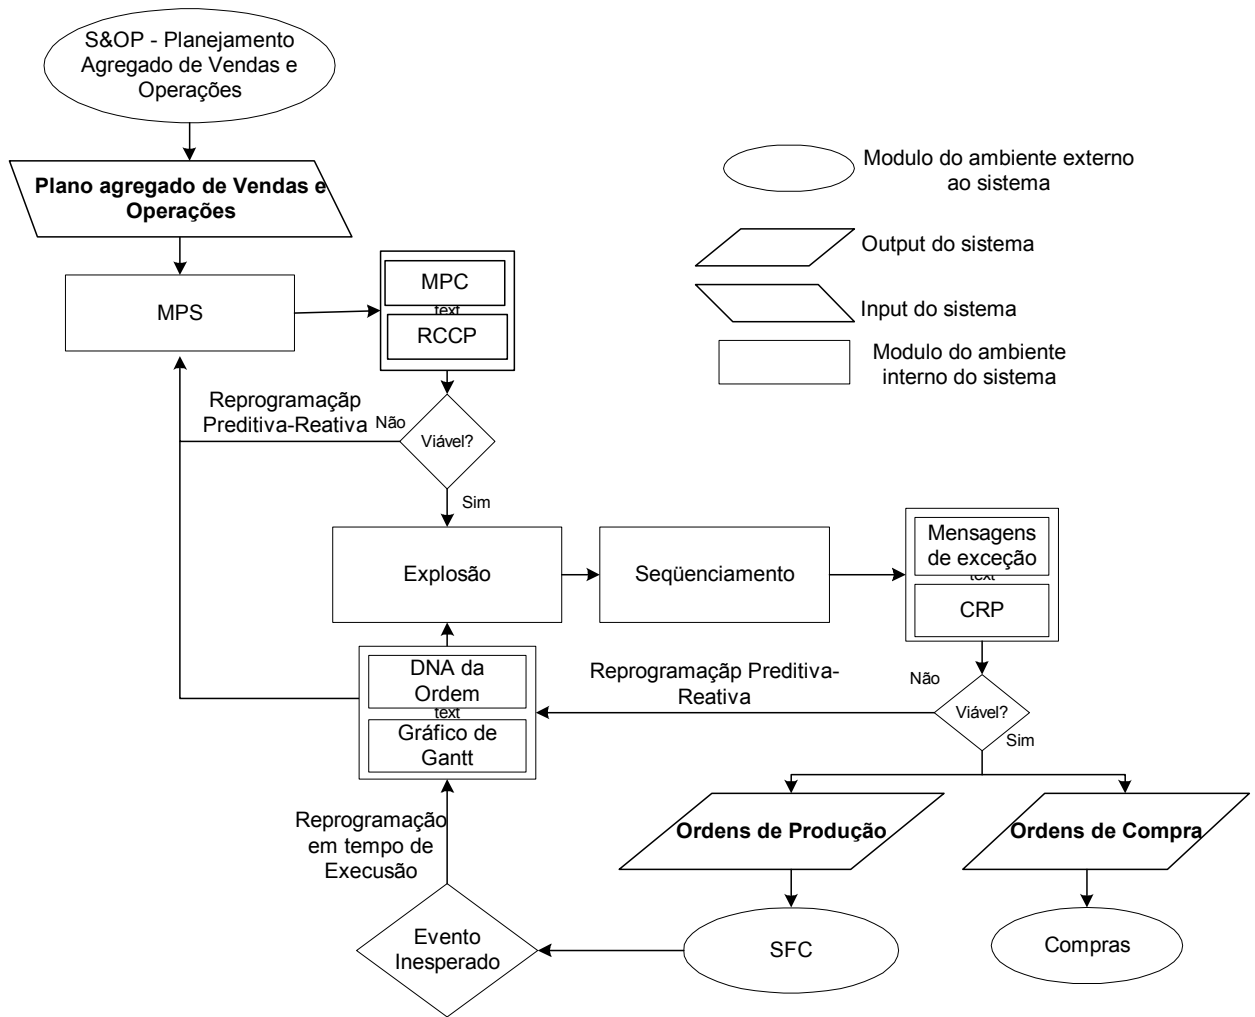 S&OP - Planejamento
Agregado de Vendas e
Operações
Plano agregado de Vendas e
Operações
MPS
MPC
text
RCCP
Modulo do ambiente externo
ao sistema
Output do sistema
Input do sistema
Modulo do ambiente
interno do sistema
Reprogramaçãp
Preditiva-Reativa
Não
Viável?
Sim
Explosão
Seqüenciamento
Mensagens
de exceção
text
CRP
DNA da
Ordem
text
Gráfico de
Gantt
Reprogramaçãp Preditiva-
Reativa
Não
Viável?
Sim
Reprogramação
em tempo de
Execusão
Ordens de Produção
Ordens de Compra
Evento
Inesperado
SFC
Compras